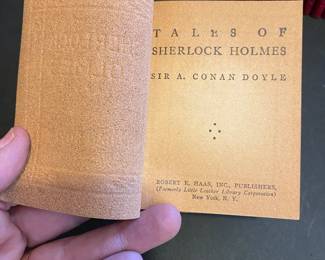 TALES OF
SHERLOCK HOLMES
SIR A. CONAN DOYLE
ROBERT K. HAAS, INC., PUBLISHERS,
(Formerly Little Leather Library Corporation)
New York, N. Y.